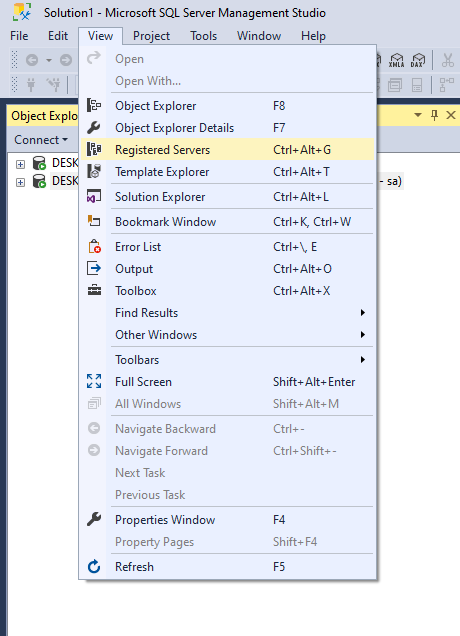 Solution1 - Microsoft SQL Server Management Studio
File Edit View Project Tools Window Help
XMLA DAX
Open
Open With...
Object Explo
Object Explorer F8
Object Explorer Details F7
Connect
Registered Servers Ctrl+Alt+G
DESK
Template Explorer Ctrl+Alt+T
DESK - sa)
Solution Explorer Ctrl+Alt+L
Bookmark Window Ctrl+K, Ctrl+W
Error List Ctrl+\, E
Output Ctrl+Alt+O
Toolbox Ctrl+Alt+X
Find Results
Other Windows
Toolbars
Full Screen Shift+Alt+Enter
All Windows Shift+Alt+M
Navigate Backward Ctrl+-
Navigate Forward Ctrl+Shift+-
Next Task
Previous Task
Properties Window F4
Property Pages Shift+F4
Refresh F5